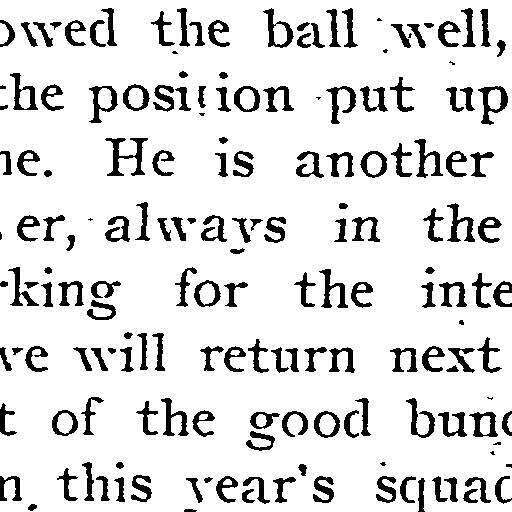 owed the ball well,
the position put up
ne. He is another
er, always in the
rking for the inte
we will return next
t of the good bunc
n this year's squad